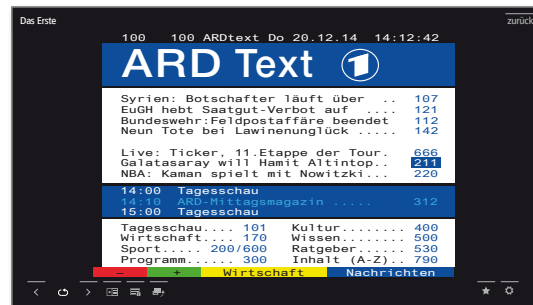 Das Erste
zurück
100 100 ARDtext Do 20.12.14 14:12:42
ARD Text 1
Syrien: Botschafter läuft über .. 107
EuGH hebt Saatgut-Verbot auf .... 121
Bundeswehr:Feldpostaffäre beendet 112
Neun Tote bei Lawinenunglück ..... 142
Live: Ticker, 11.Etappe der Tour. 666
Galatasaray will Hamit Altintop.. 211
NBA: Kaman spielt mit Nowitzki... 220
14:00 Tagesschau
14:10 ARD-Mittagsmagazin ..... 312
15:00 Tagesschau
Tagesschau.... 101 Kultur........ 400
Wirtschaft.... 170 Wissen........ 500
Sport..... 200/600 Ratgeber...... 530
Programm...... 300 Inhalt (A-Z).. 790
− + Wirtschaft Nachrichten